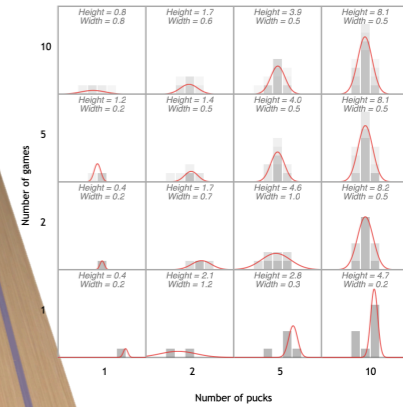 Height = 0.8 Height = 1.7 Height = 3.9 Height = 8.1
Width = 0.8 Width = 0.6 Width = 0.5 Width = 0.5
10
Height = 1.2 Height = 1.4 Height = 4.0 Height = 8.1
Width = 0.2 Width = 0.5 Width = 0.5 Width = 0.5
5
Number of games
Height = 0.4 Height = 1.7 Height = 4.6 Height = 8.2
Width = 0.2 Width = 0.7 Width = 1.0 Width = 0.5
2
Height = 0.4 Height = 2.1 Height = 2.8 Height = 4.7
Width = 0.2 Width = 1.2 Width = 0.3 Width = 0.2
1
1 2 5 10
Number of pucks